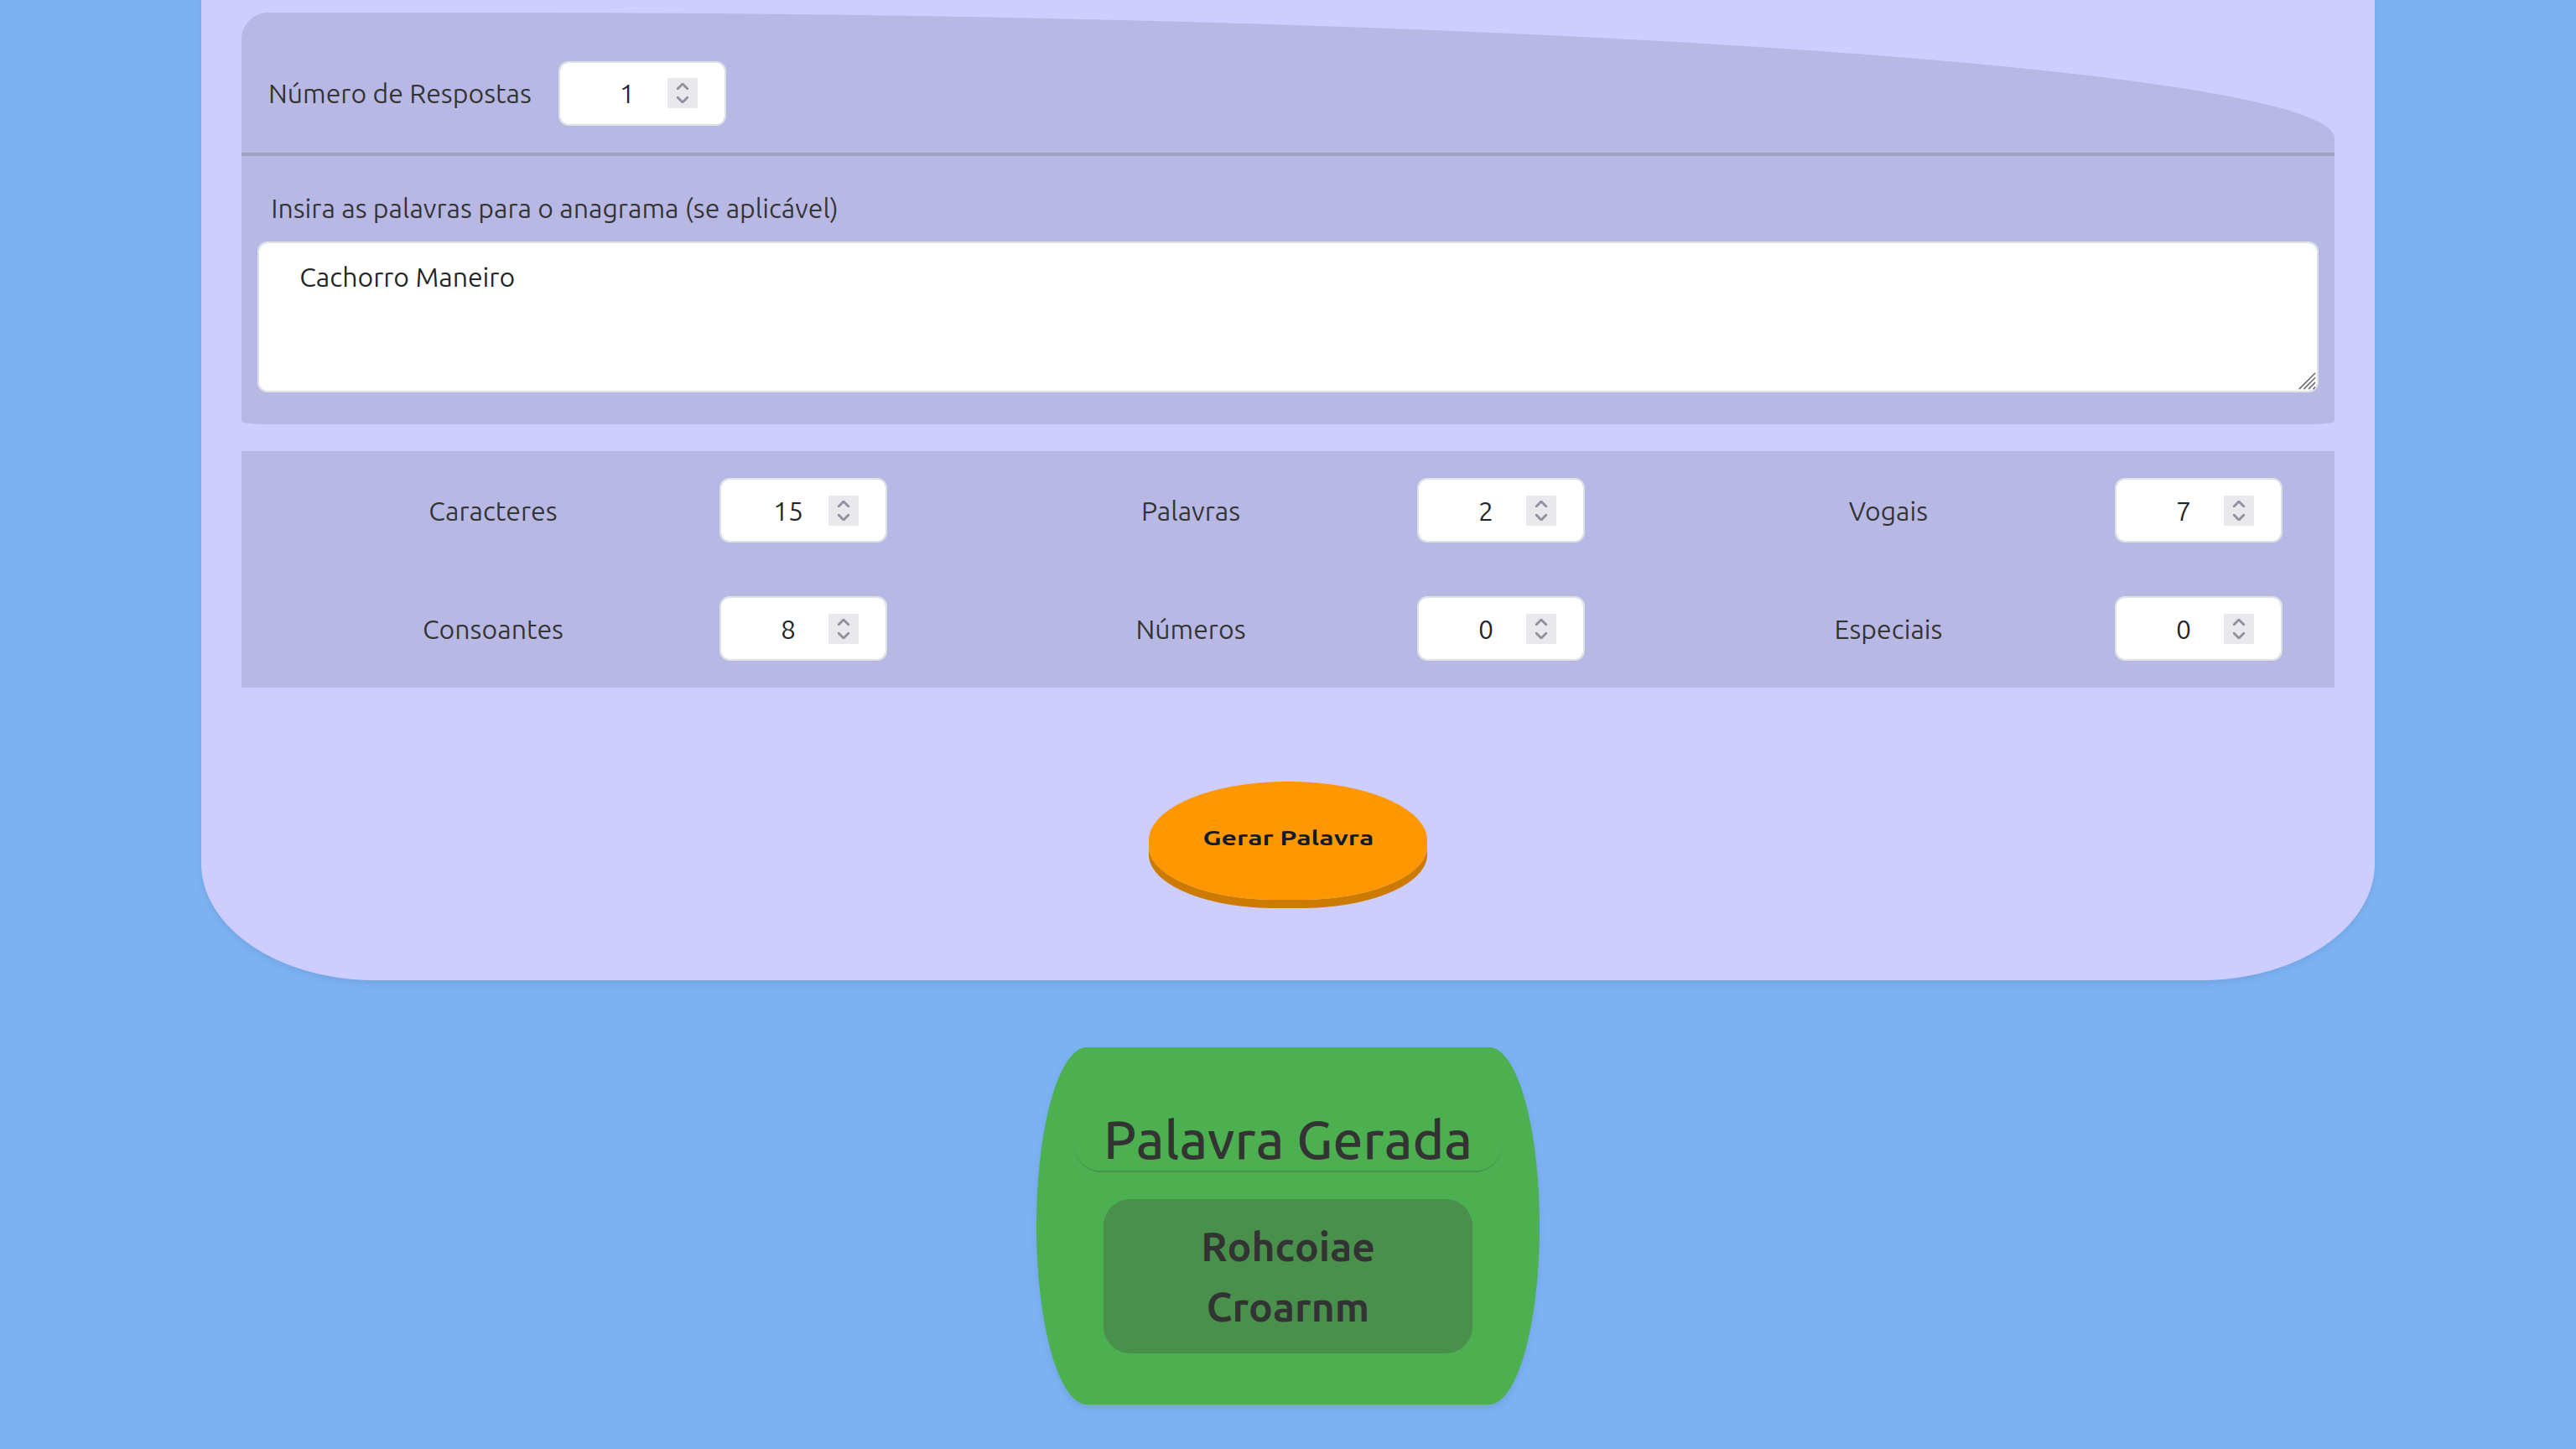 Número de Respostas 1
Insira as palavras para o anagrama (se aplicável)
Cachorro Maneiro
Caracteres 15 Palavras 2 Vogais 7
Consoantes 8 Números 0 Especiais 0
Gerar Palavra
Palavra Gerada
Rohcoiae
Croarnm